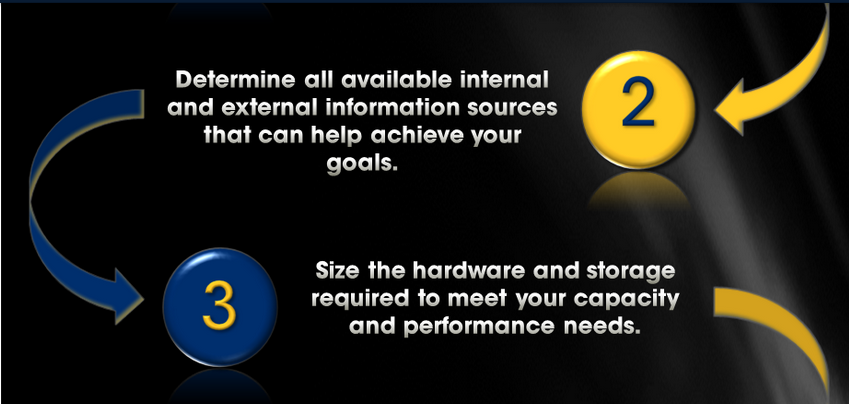 Determine all available internal
and external information sources
that can help achieve your
goals.
2
3
Size the hardware and storage
required to meet your capacity
and performance needs.